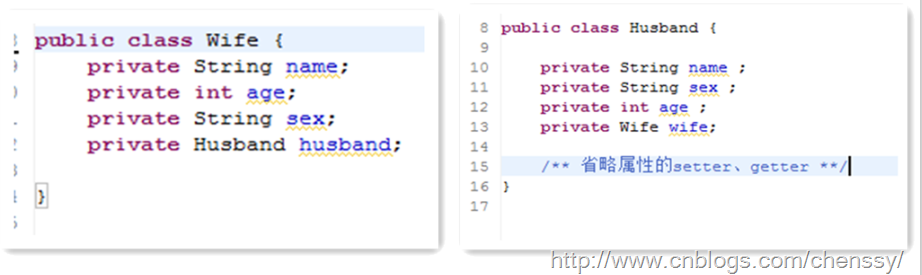 public class Wife {
private String name;
private int age;
private String sex;
private Husband husband;
}
8 public class Husband {
9
10 private String name ;
11 private String sex ;
12 private int age ;
13 private Wife wife;
14
15 /** 省略属性的setter、getter **/
16 }
17
http://www.cnblogs.com/chenssy/